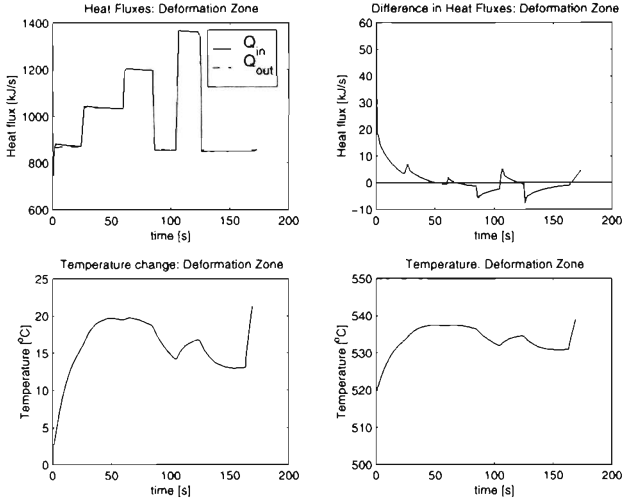 Heat Fluxes: Deformation Zone
1400
1200
1000
800
600
Heat flux [kJ/s]
Q in
Q out
0 50 100 150 200
time [s]
Difference in Heat Fluxes: Deformation Zone
60
50
40
30
20
10
0
-10
Heat flux [kJ/s]
0 50 100 150 200
time [s]
Temperature change: Deformation Zone
25
20
15
10
5
0
Temperature [°C]
0 50 100 150 200
time [s]
Temperature. Deformation Zone
550
540
530
520
510
500
Temperature [°C]
0 50 100 150 200
time [s]